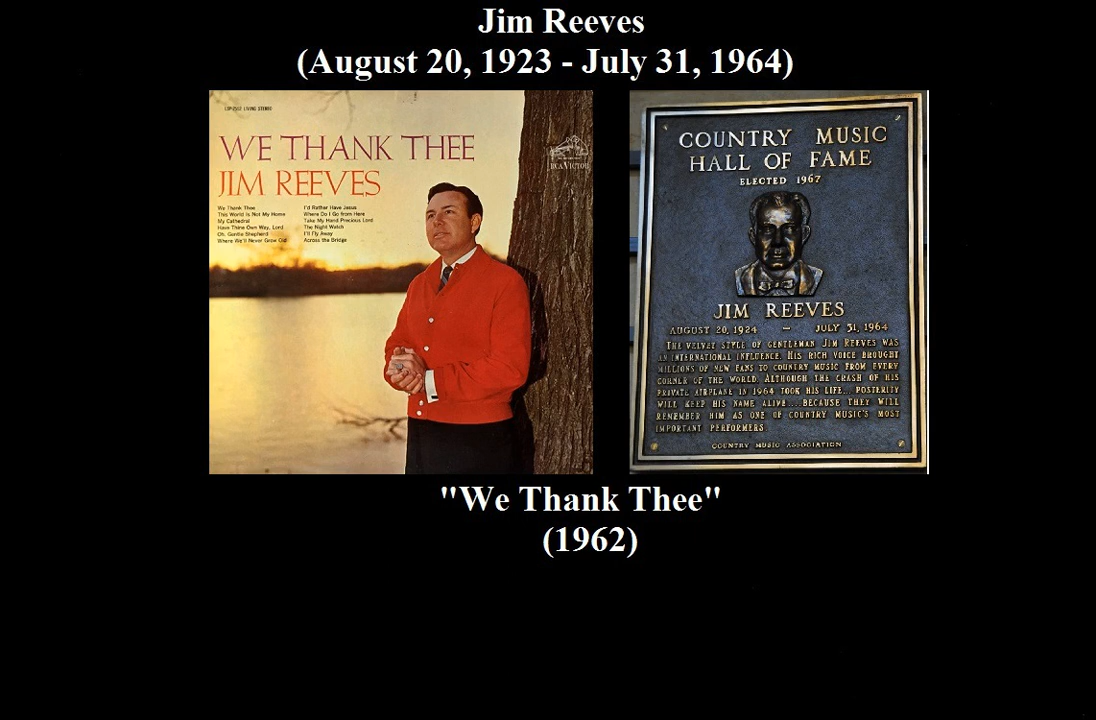 Jim Reeves
(August 20, 1923 - July 31, 1964)
LSP-2552 LIVING STEREO
WE THANK THEE
JIM REEVES
We Thank Thee
This World Is Not My Home
My Cathedral
Have Thine Own Way, Lord
Oh, Gentle Shepherd
Where We'll Never Grow Old
I'd Rather Have Jesus
Where Do I Go from Here
Take My Hand Precious Lord
The Night Watch
I'll Fly Away
Across the Bridge
RCA VICTOR
COUNTRY MUSIC
HALL OF FAME
ELECTED 1967
JIM REEVES
AUGUST 20, 1924 — JULY 31, 1964
THE VELVET STYLE OF GENTLEMAN JIM REEVES WAS
AN INTERNATIONAL INFLUENCE. HIS RICH VOICE BROUGHT
MILLIONS OF NEW FANS TO COUNTRY MUSIC FROM EVERY
CORNER OF THE WORLD. ALTHOUGH THE CRASH OF HIS
PRIVATE AIRPLANE IN 1964 TOOK HIS LIFE... POSTERITY
WILL KEEP HIS NAME ALIVE....BECAUSE THEY WILL
REMEMBER HIM AS ONE OF COUNTRY MUSIC'S MOST
IMPORTANT PERFORMERS.
COUNTRY MUSIC ASSOCIATION
"We Thank Thee"
(1962)